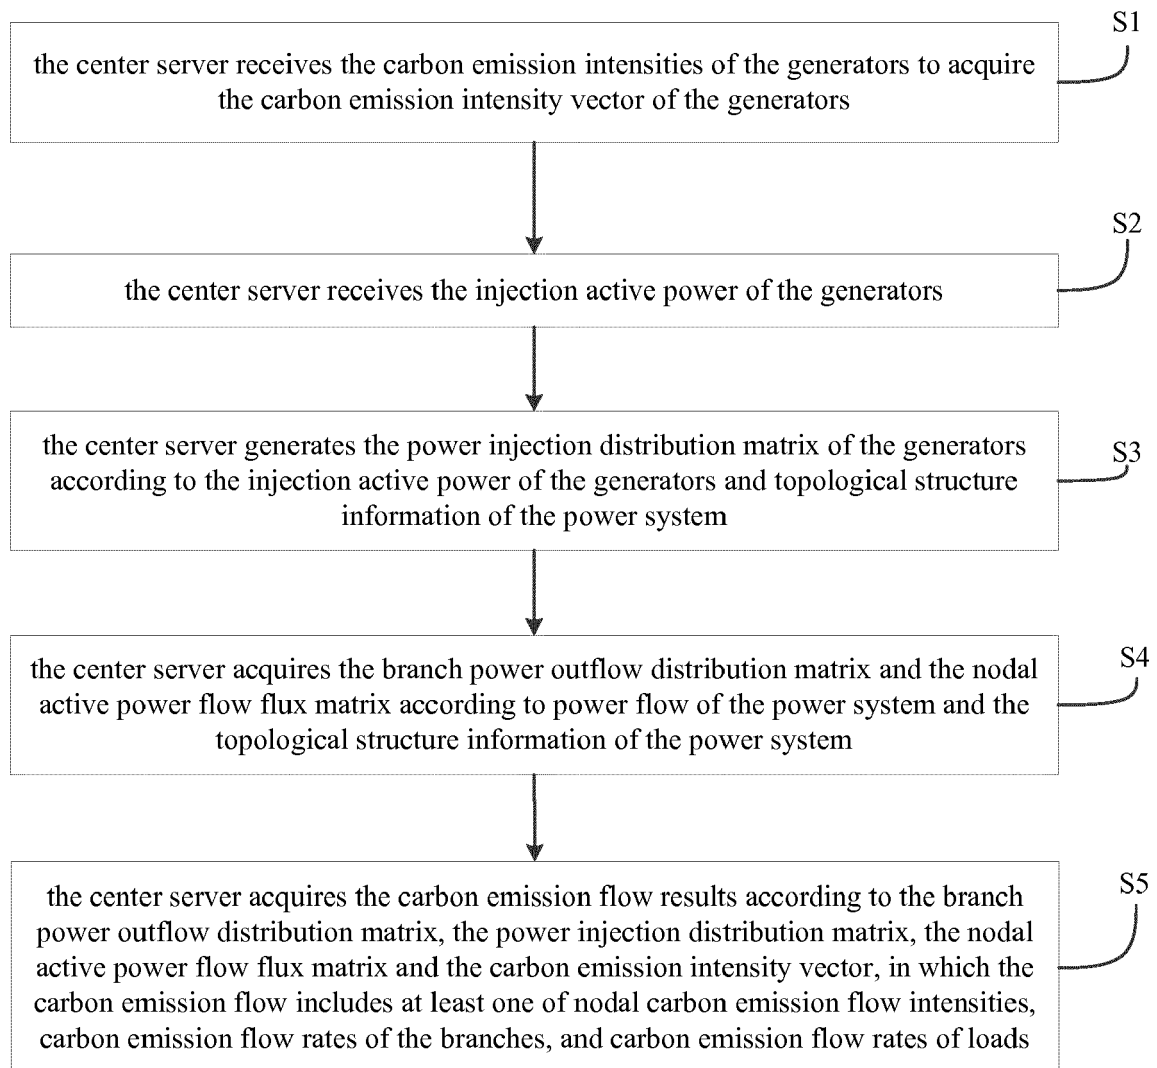 S1
the center server receives the carbon emission intensities of the generators to acquire
the carbon emission intensity vector of the generators
S2
the center server receives the injection active power of the generators
S3
the center server generates the power injection distribution matrix of the generators
according to the injection active power of the generators and topological structure
information of the power system
S4
the center server acquires the branch power outflow distribution matrix and the nodal
active power flow flux matrix according to power flow of the power system and the
topological structure information of the power system
S5
the center server acquires the carbon emission flow results according to the branch
power outflow distribution matrix, the power injection distribution matrix, the nodal
active power flow flux matrix and the carbon emission intensity vector, in which the
carbon emission flow includes at least one of nodal carbon emission flow intensities,
carbon emission flow rates of the branches, and carbon emission flow rates of loads